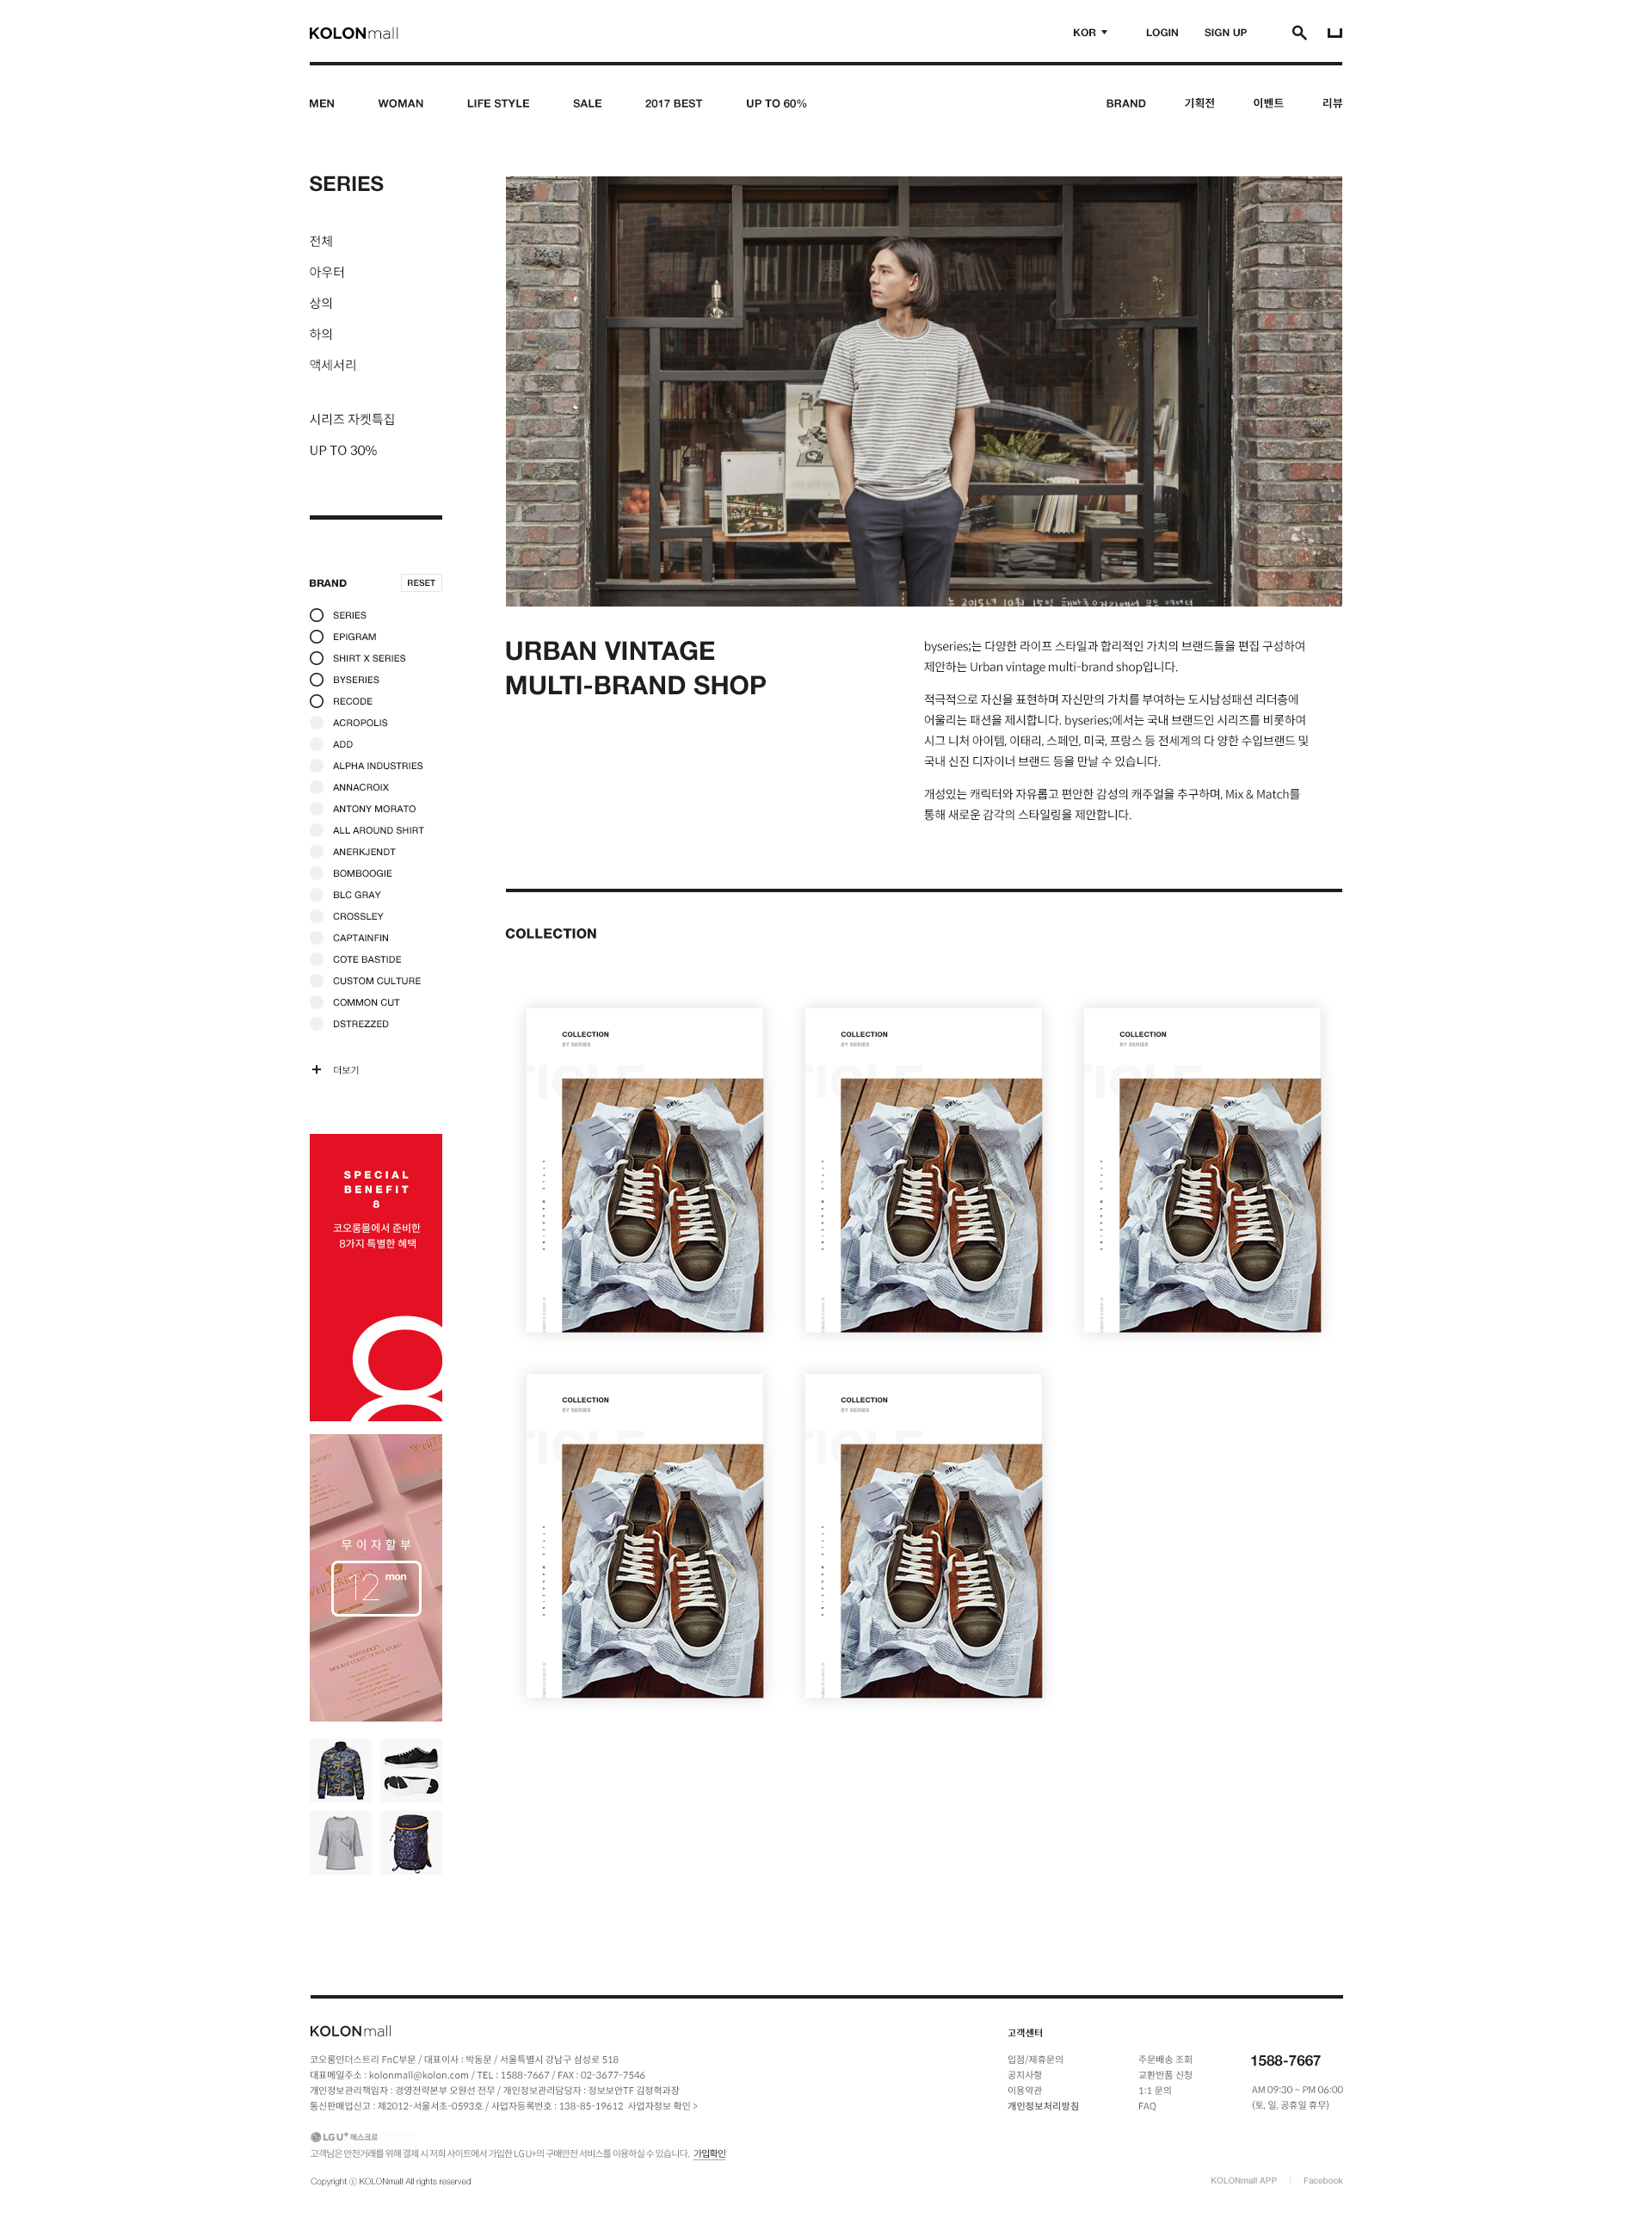 KOLONmall
KOR
LOGIN
SIGN UP
MEN
WOMAN
LIFE STYLE
SALE
2017 BEST
UP TO 60%
BRAND
기획전
이벤트
리뷰
SERIES
전체
아우터
상의
하의
액세서리
시리즈 자켓특집
UP TO 30%
BRAND
RESET
SERIES
EPIGRAM
SHIRT X SERIES
BYSERIES
RECODE
ACROPOLIS
ADD
ALPHA INDUSTRIES
ANNACROIX
ANTONY MORATO
ALL AROUND SHIRT
ANERKJENDT
BOMBOOGIE
BLC GRAY
CROSSLEY
CAPTAINFIN
COTE BASTIDE
CUSTOM CULTURE
COMMON CUT
DSTREZZED
+ 더보기
SPECIAL
BENEFIT
8
코오롱몰에서 준비한
8가지 특별한 혜택
8
무이자할부
12 mon
URBAN VINTAGE
MULTI-BRAND SHOP
byseries;는 다양한 라이프 스타일과 합리적인 가치의 브랜드들을 편집 구성하여
제안하는 Urban vintage multi-brand shop입니다.
적극적으로 자신을 표현하며 자신만의 가치를 부여하는 도시남성패션 리더층에
어울리는 패션을 제시합니다. byseries;에서는 국내 브랜드인 시리즈를 비롯하여
시그 니처 아이템, 이태리, 스페인, 미국, 프랑스 등 전세계의 다 양한 수입브랜드 및
국내 신진 디자이너 브랜드 등을 만날 수 있습니다.
개성있는 캐릭터와 자유롭고 편안한 감성의 캐주얼을 추구하며, Mix & Match를
통해 새로운 감각의 스타일링을 제안합니다.
COLLECTION
COLLECTION
BY SERIES
COLLECTION
BY SERIES
COLLECTION
BY SERIES
COLLECTION
BY SERIES
COLLECTION
BY SERIES
KOLONmall
코오롱인더스트리 FnC부문 / 대표이사 : 박동문 / 서울특별시 강남구 삼성로 518
대표메일주소 : kolonmall@kolon.com / TEL : 1588-7667 / FAX : 02-3677-7546
개인정보관리책임자 : 경영전략본부 오원선 전무 / 개인정보관리담당자 : 정보보안TF 김정혁과장
통신판매업신고 : 제2012-서울서초-0593호 / 사업자등록번호 : 138-85-19612 사업자정보 확인 >
LG U+ 에스크로
고객님은 안전거래를 위해 결제 시 저희 사이트에서 가입한 LG U+의 구매안전 서비스를 이용하실 수 있습니다. 가입확인
Copyright ⓒ KOLONmall All rights reserved
고객센터
입점/제휴문의
공지사항
이용약관
개인정보처리방침
주문배송 조회
교환반품 신청
1:1 문의
FAQ
1588-7667
AM 09:30 ~ PM 06:00
(토, 일, 공휴일 휴무)
KOLONmall APP
Facebook